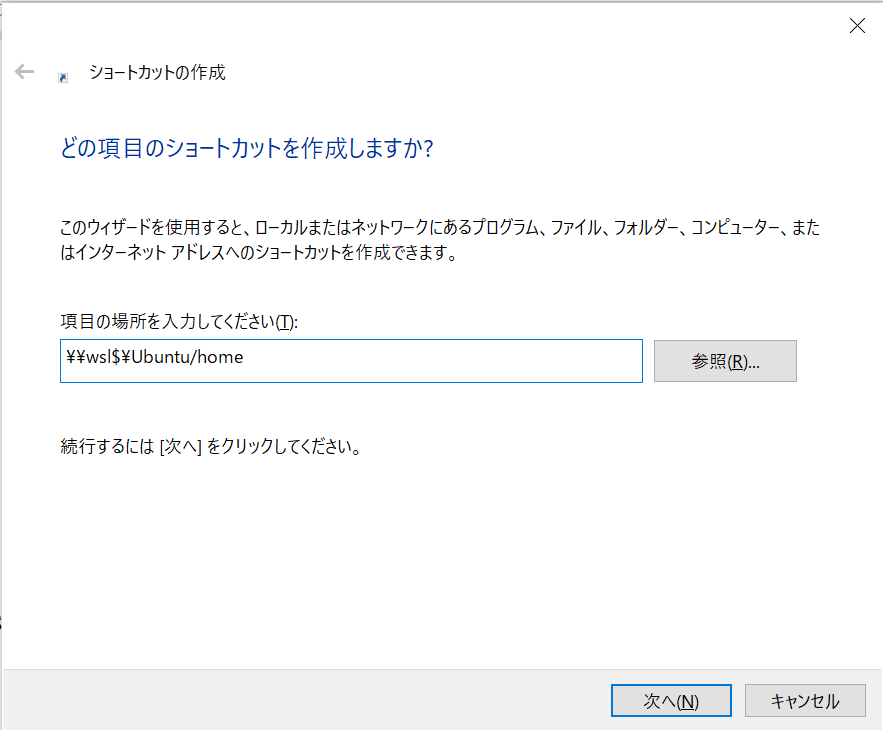 ショートカットの作成
どの項目のショートカットを作成しますか?
このウィザードを使用すると、ローカルまたはネットワークにあるプログラム、ファイル、フォルダー、コンピューター、また
はインターネット アドレスへのショートカットを作成できます。
項目の場所を入力してください(T):
¥¥wsl$¥Ubuntu/home
参照(R)...
続行するには [次へ] をクリックしてください。
次へ(N)
キャンセル